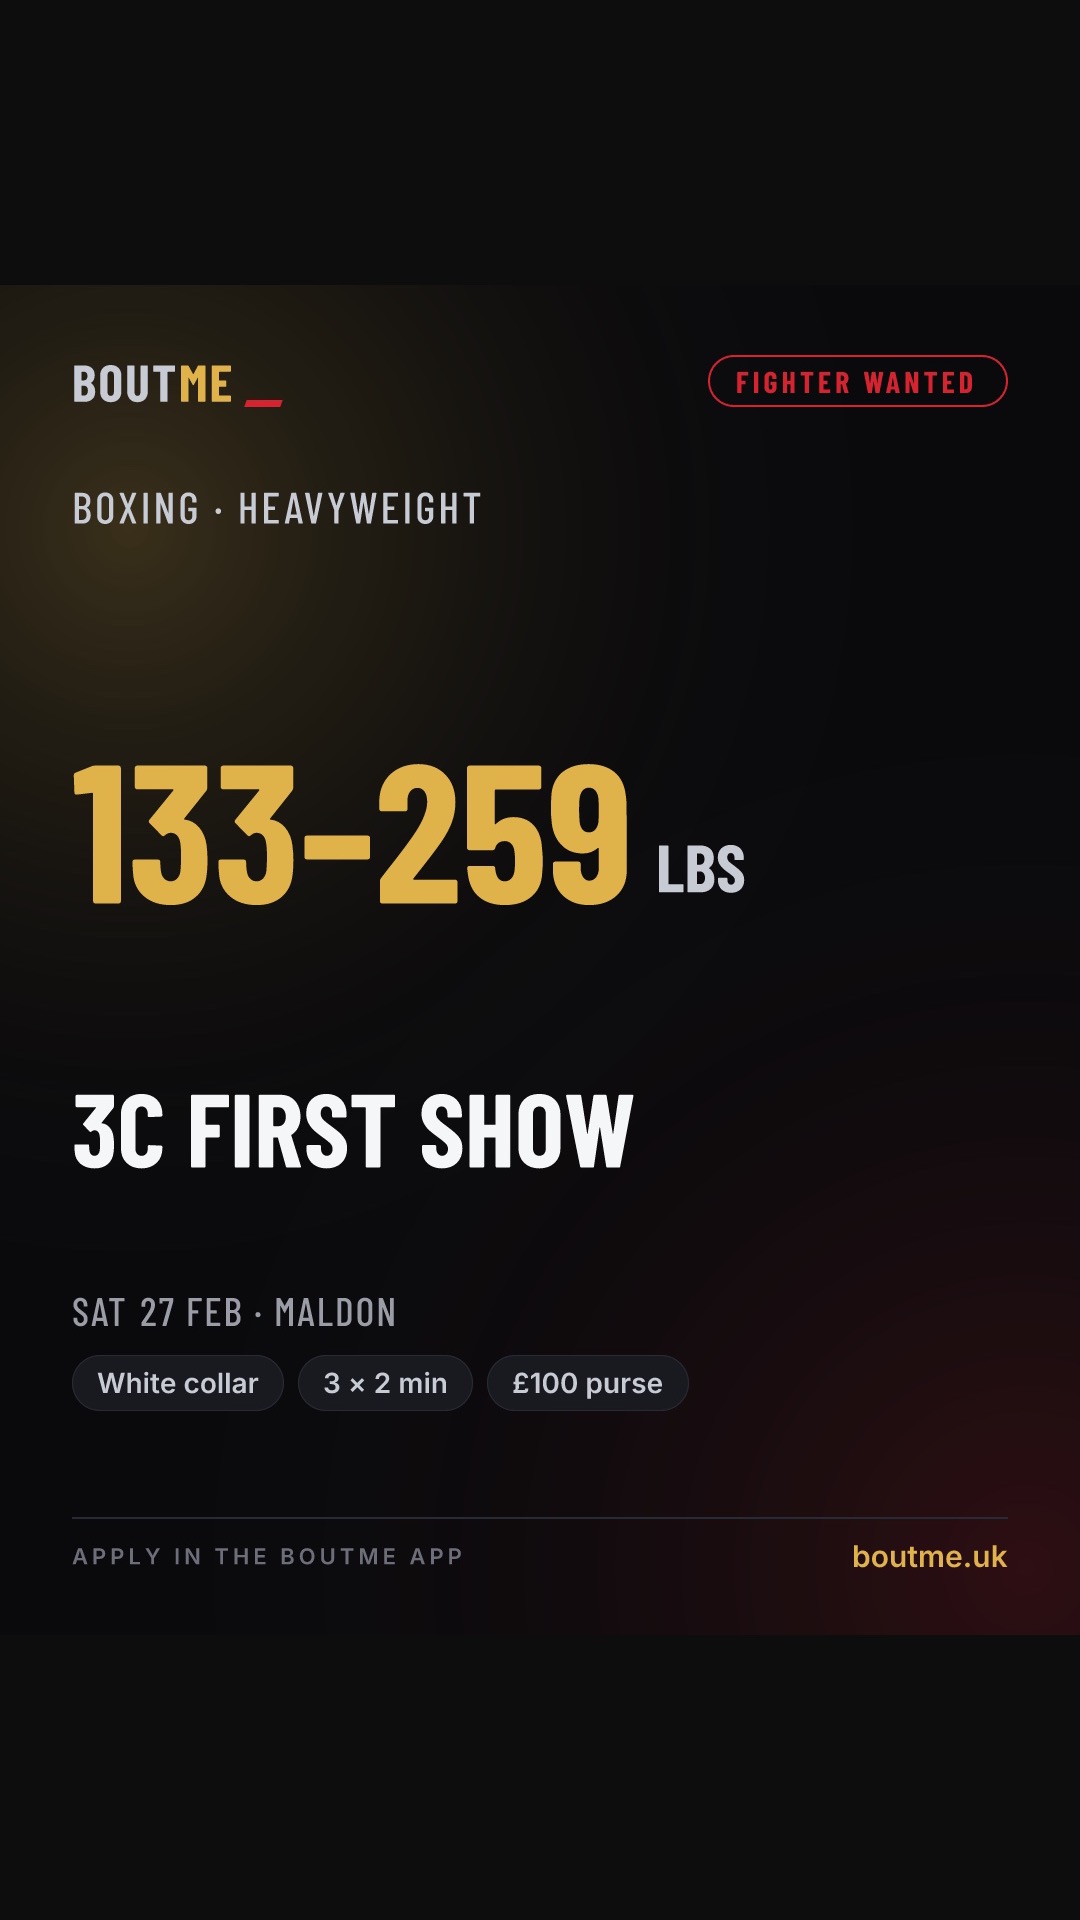 BOUTME
FIGHTER WANTED
BOXING · HEAVYWEIGHT
133–259 LBS
3C FIRST SHOW
SAT 27 FEB · MALDON
White collar
3 × 2 min
£100 purse
APPLY IN THE BOUTME APP
boutme.uk